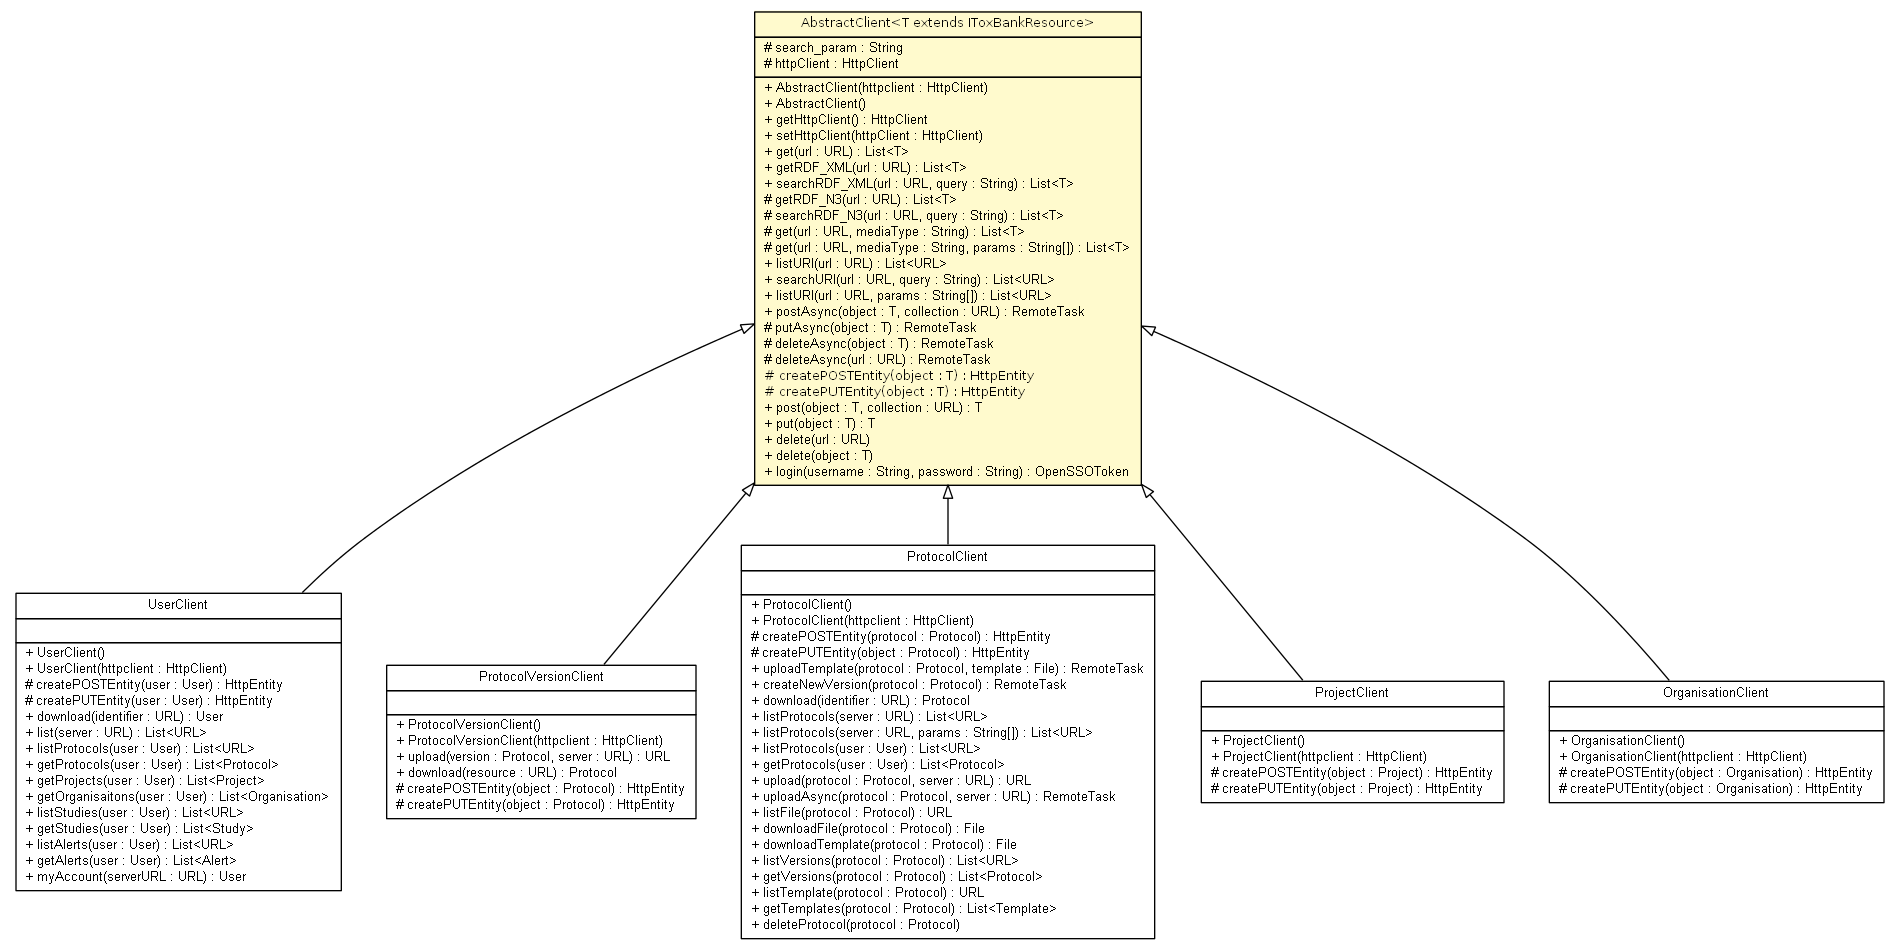 AbstractClient<T extends IToxBankResource>
# search_param : String
# httpClient : HttpClient
+ AbstractClient(httpclient : HttpClient)
+ AbstractClient()
+ getHttpClient() : HttpClient
+ setHttpClient(httpClient : HttpClient)
+ get(url : URL) : List<T>
+ getRDF_XML(url : URL) : List<T>
+ searchRDF_XML(url : URL, query : String) : List<T>
# getRDF_N3(url : URL) : List<T>
# searchRDF_N3(url : URL, query : String) : List<T>
# get(url : URL, mediaType : String) : List<T>
# get(url : URL, mediaType : String, params : String[]) : List<T>
+ listURI(url : URL) : List<URL>
+ searchURI(url : URL, query : String) : List<URL>
+ listURI(url : URL, params : String[]) : List<URL>
+ postAsync(object : T, collection : URL) : RemoteTask
# putAsync(object : T) : RemoteTask
# deleteAsync(object : T) : RemoteTask
# deleteAsync(url : URL) : RemoteTask
# createPOSTEntity(object : T) : HttpEntity
# createPUTEntity(object : T) : HttpEntity
+ post(object : T, collection : URL) : T
+ put(object : T) : T
+ delete(url : URL)
+ delete(object : T)
+ login(username : String, password : String) : OpenSSOToken
UserClient
+ UserClient()
+ UserClient(httpclient : HttpClient)
# createPOSTEntity(user : User) : HttpEntity
# createPUTEntity(user : User) : HttpEntity
+ download(identifier : URL) : User
+ list(server : URL) : List<URL>
+ listProtocols(user : User) : List<URL>
+ getProtocols(user : User) : List<Protocol>
+ getProjects(user : User) : List<Project>
+ getOrganisaitons(user : User) : List<Organisation>
+ listStudies(user : User) : List<URL>
+ getStudies(user : User) : List<Study>
+ listAlerts(user : User) : List<URL>
+ getAlerts(user : User) : List<Alert>
+ myAccount(serverURL : URL) : User
ProtocolVersionClient
+ ProtocolVersionClient()
+ ProtocolVersionClient(httpclient : HttpClient)
+ upload(version : Protocol, server : URL) : URL
+ download(resource : URL) : Protocol
# createPOSTEntity(object : Protocol) : HttpEntity
# createPUTEntity(object : Protocol) : HttpEntity
ProtocolClient
+ ProtocolClient()
+ ProtocolClient(httpclient : HttpClient)
# createPOSTEntity(protocol : Protocol) : HttpEntity
# createPUTEntity(object : Protocol) : HttpEntity
+ uploadTemplate(protocol : Protocol, template : File) : RemoteTask
+ createNewVersion(protocol : Protocol) : RemoteTask
+ download(identifier : URL) : Protocol
+ listProtocols(server : URL) : List<URL>
+ listProtocols(server : URL, params : String[]) : List<URL>
+ listProtocols(user : User) : List<URL>
+ getProtocols(user : User) : List<Protocol>
+ upload(protocol : Protocol, server : URL) : URL
+ uploadAsync(protocol : Protocol, server : URL) : RemoteTask
+ listFile(protocol : Protocol) : URL
+ downloadFile(protocol : Protocol) : File
+ downloadTemplate(protocol : Protocol) : File
+ listVersions(protocol : Protocol) : List<URL>
+ getVersions(protocol : Protocol) : List<Protocol>
+ listTemplate(protocol : Protocol) : URL
+ getTemplates(protocol : Protocol) : List<Template>
+ deleteProtocol(protocol : Protocol)
ProjectClient
+ ProjectClient()
+ ProjectClient(httpclient : HttpClient)
# createPOSTEntity(object : Project) : HttpEntity
# createPUTEntity(object : Project) : HttpEntity
OrganisationClient
+ OrganisationClient()
+ OrganisationClient(httpclient : HttpClient)
# createPOSTEntity(object : Organisation) : HttpEntity
# createPUTEntity(object : Organisation) : HttpEntity